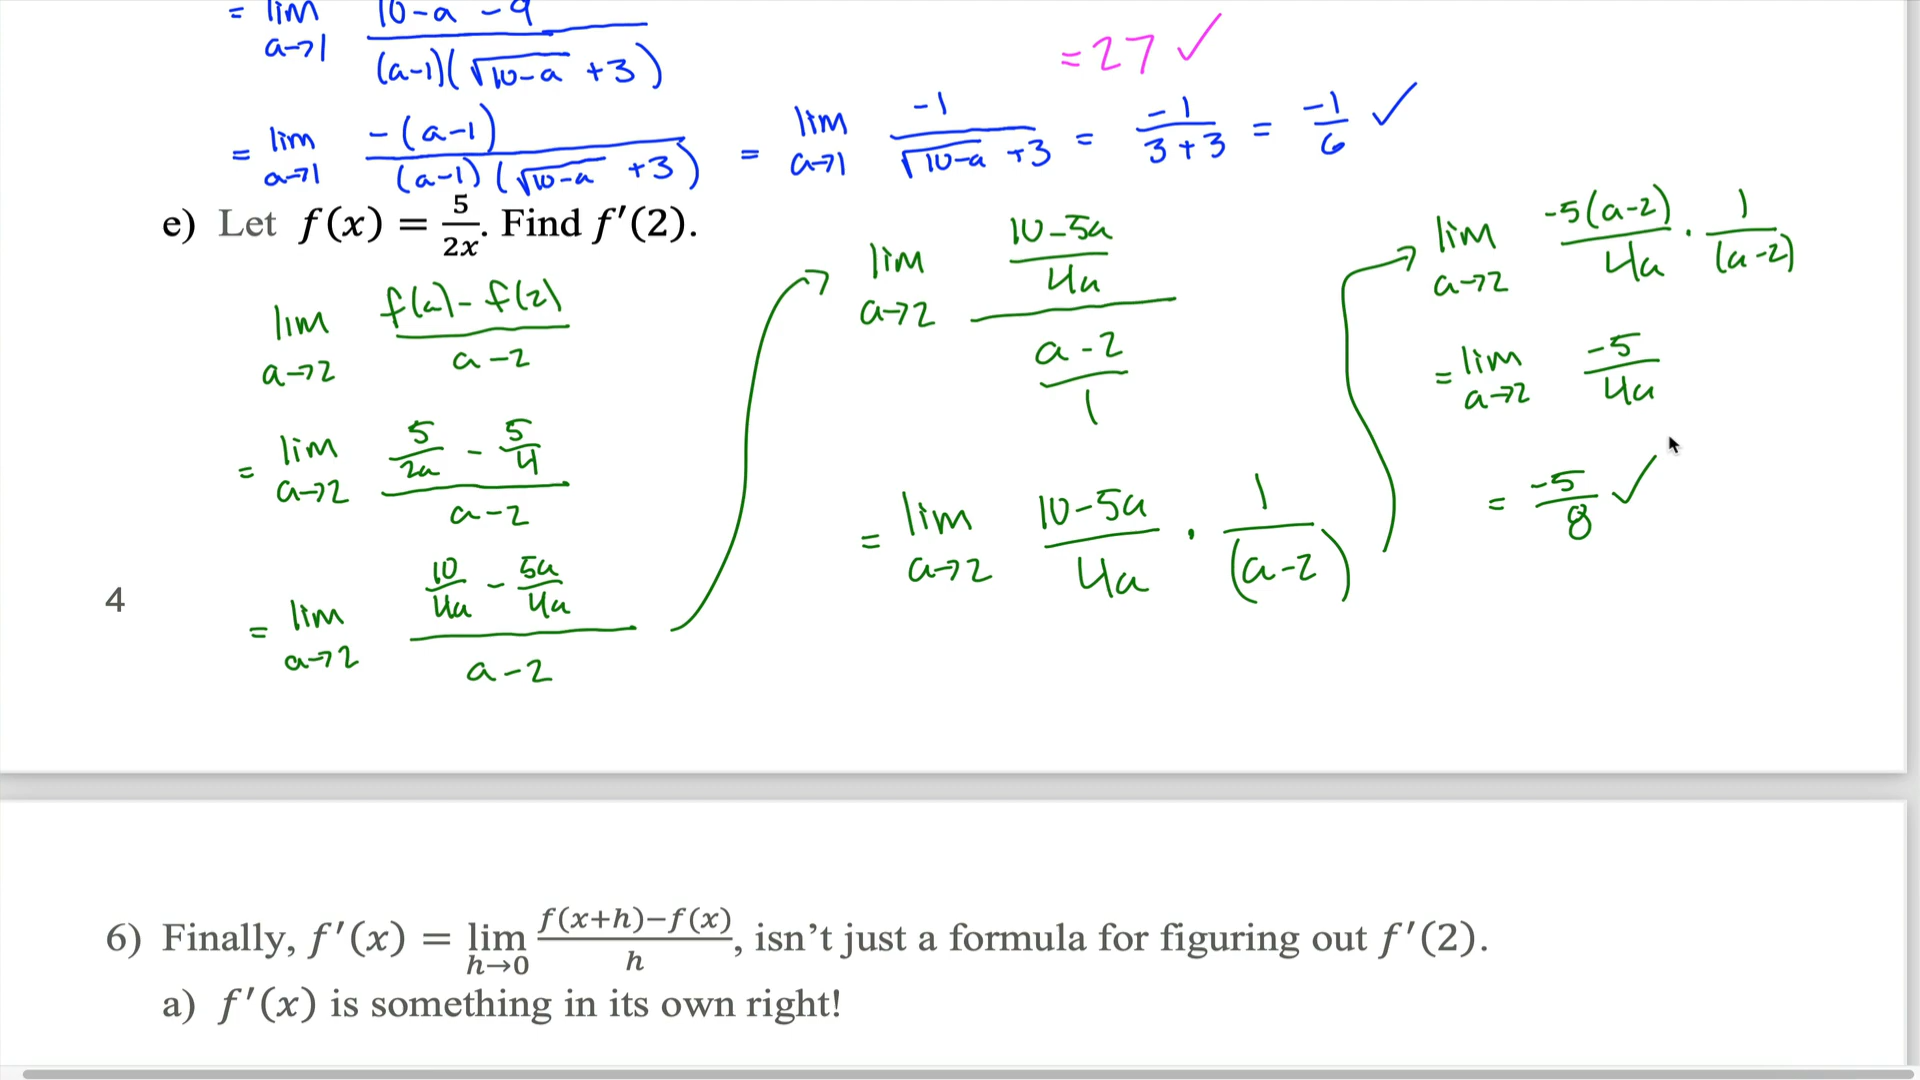 = lim a→1 10-a-9 / (a-1)(√10-a +3)
= 27 ✓
= lim a→1 -(a-1) / (a-1)(√10-a +3) = lim a→1 -1 / √10-a +3 = -1 / 3+3 = -1/6 ✓
e) Let f(x) = 5/2x. Find f'(2).
lim a→2 f(a)-f(2) / a-2
= lim a→2 5/2a - 5/4 / a-2
= lim a→2 10/4a - 5a/4a / a-2
lim a→2 10-5a/4a / a-2/1
= lim a→2 10-5a/4a · 1/(a-2)
lim a→2 -5(a-2)/4a · 1/(a-2)
= lim a→2 -5/4a
= -5/8 ✓
4
6) Finally, f'(x) = lim h→0 f(x+h)−f(x) / h, isn't just a formula for figuring out f'(2).
a) f'(x) is something in its own right!